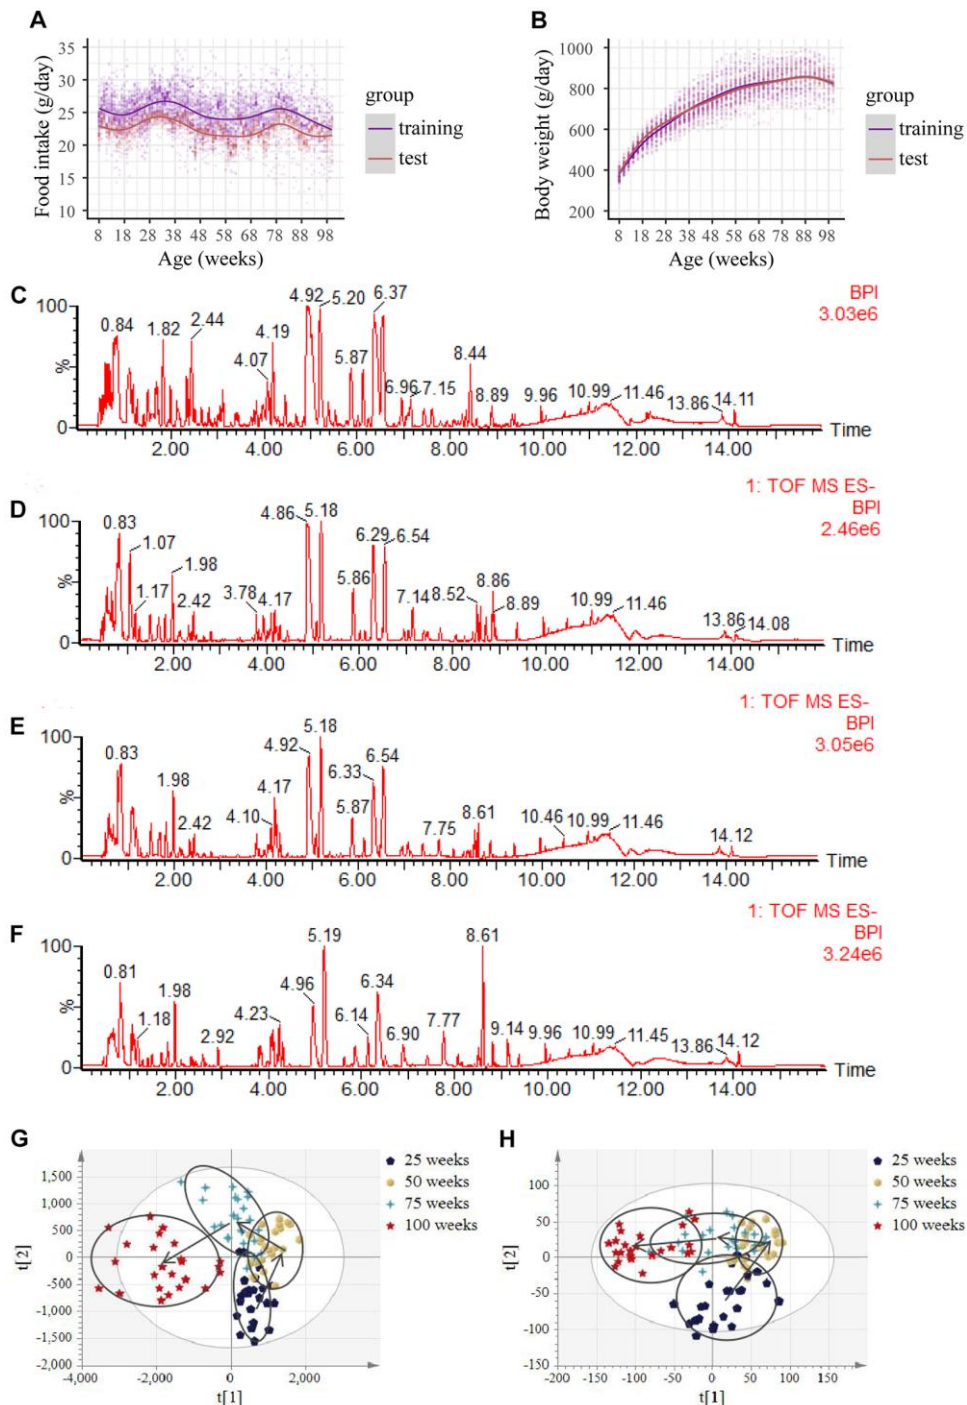 A
35
30
25
20
15
10
Food intake (g/day)
8 18 28 38 48 58 68 78 88 98
Age (weeks)
group
training
test
B
1000
800
600
400
200
Body weight (g/day)
8 18 28 38 48 58 68 78 88 98
Age (weeks)
group
training
test
C
BPI
3.03e6
100
%
0
0.84 1.82 2.44 4.07 4.19 4.92 5.20 5.87 6.37 6.96 7.15 8.44 8.89 9.96 10.99 11.46 13.86 14.11
2.00 4.00 6.00 8.00 10.00 12.00 14.00
Time
D
1: TOF MS ES-
BPI
2.46e6
100
%
0
0.83 1.07 1.17 1.98 2.42 3.78 4.17 4.86 5.18 5.86 6.29 6.54 7.14 8.52 8.86 8.89 10.99 11.46 13.86 14.08
2.00 4.00 6.00 8.00 10.00 12.00 14.00
Time
E
1: TOF MS ES-
BPI
3.05e6
100
%
0
0.83 1.98 2.42 4.10 4.17 4.92 5.18 5.87 6.33 6.54 7.75 8.61 10.46 10.99 11.46 14.12
2.00 4.00 6.00 8.00 10.00 12.00 14.00
Time
F
1: TOF MS ES-
BPI
3.24e6
100
%
0
0.81 1.18 1.98 2.92 4.23 4.96 5.19 6.14 6.34 6.90 7.77 8.61 9.14 9.96 10.99 11.45 13.86 14.12
2.00 4.00 6.00 8.00 10.00 12.00 14.00
Time
G
1,500
1,000
500
0
-500
-1,000
-1,500
-2,000
t[2]
-4,000 -2,000 0 2,000
t[1]
25 weeks
50 weeks
75 weeks
100 weeks
H
100
50
0
-50
-100
-150
t[2]
-200 -150 -100 -50 0 50 100 150 200
t[1]
25 weeks
50 weeks
75 weeks
100 weeks